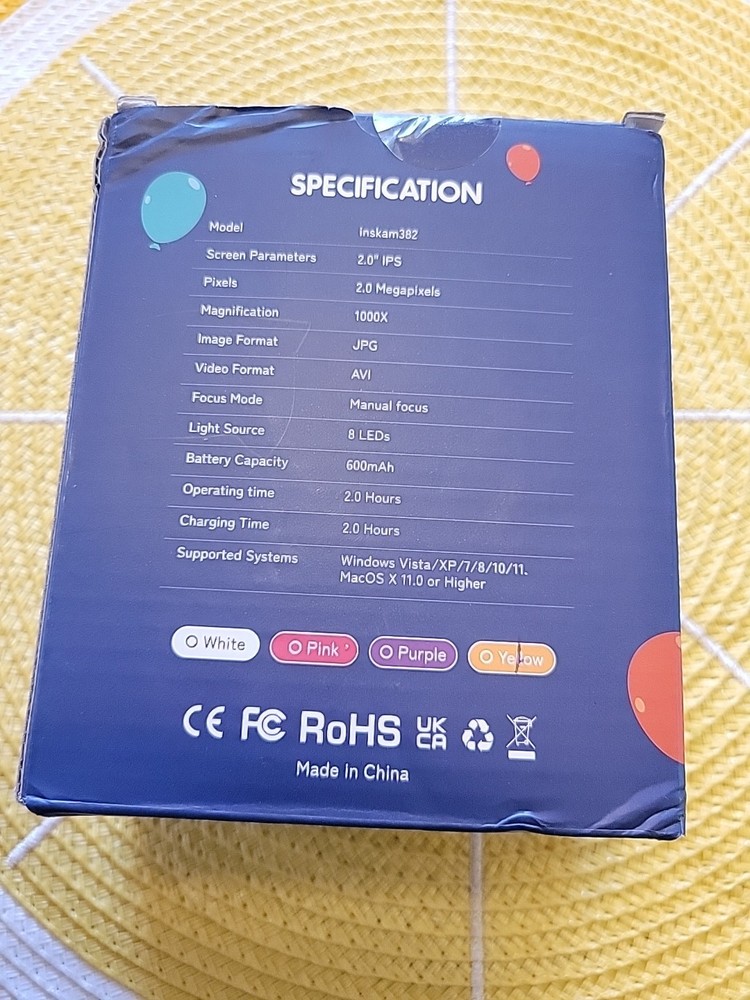 SPECIFICATION
Model Inskam382
Screen Parameters 2.0" IPS
Pixels 2.0 Megapixels
Magnification 1000X
Image Format JPG
Video Format AVI
Focus Mode Manual focus
Light Source 8 LEDs
Battery Capacity 600mAh
Operating time 2.0 Hours
Charging Time 2.0 Hours
Supported Systems Windows Vista/XP/7/8/10/11.
MacOS X 11.0 or Higher
White Pink Purple Yellow
CE FC RoHS UK
CA
Made in China